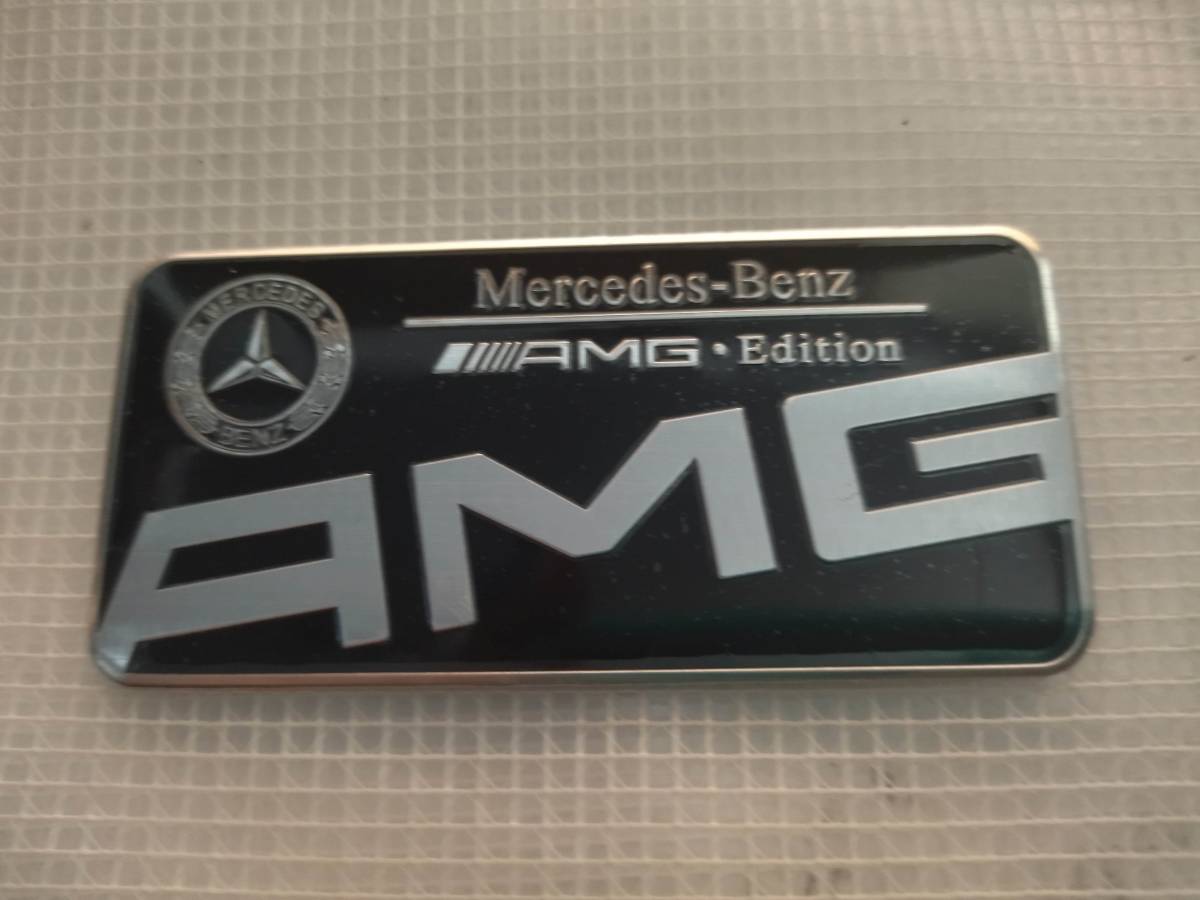 MERCEDES
BENZ
Mercedes-Benz
AMG • Edition
AMG